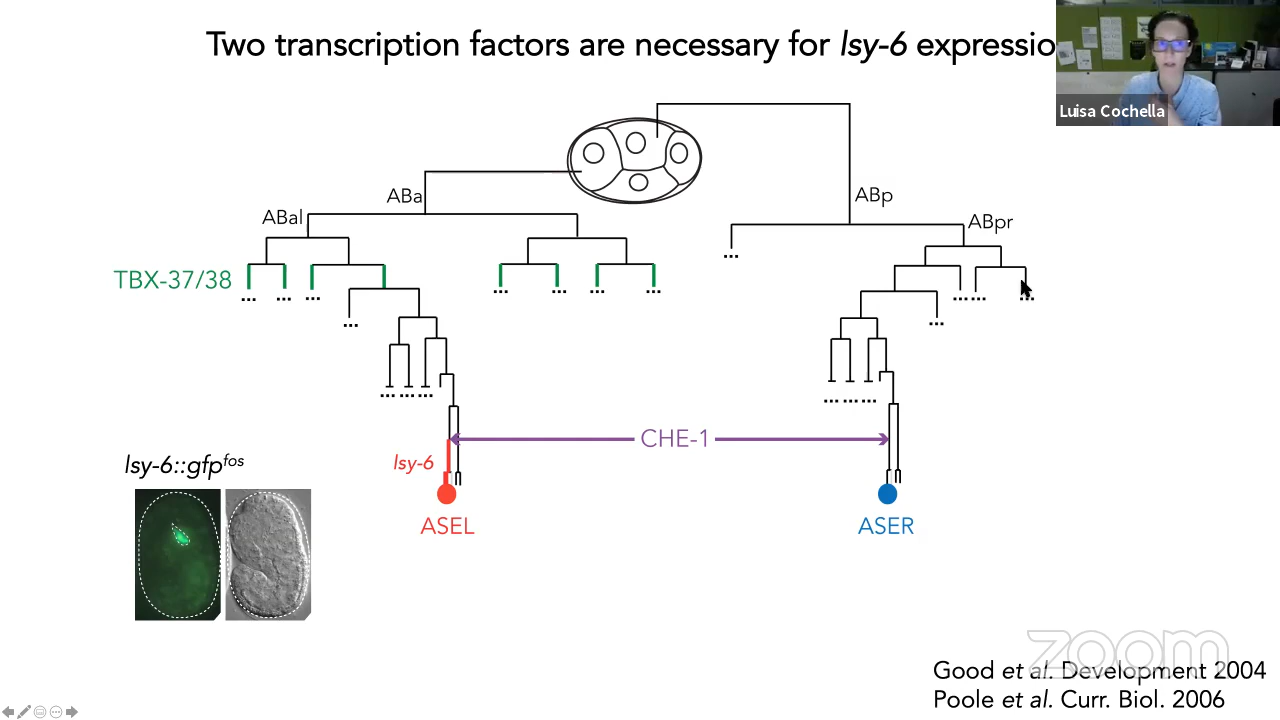 Two transcription factors are necessary for lsy-6 expressio
Luisa Cochella
ABa
ABp
ABal
ABpr
TBX-37/38
CHE-1
lsy-6
lsy-6::gfpfos
ASEL
ASER
zoom
Good et al. Development 2004
Poole et al. Curr. Biol. 2006